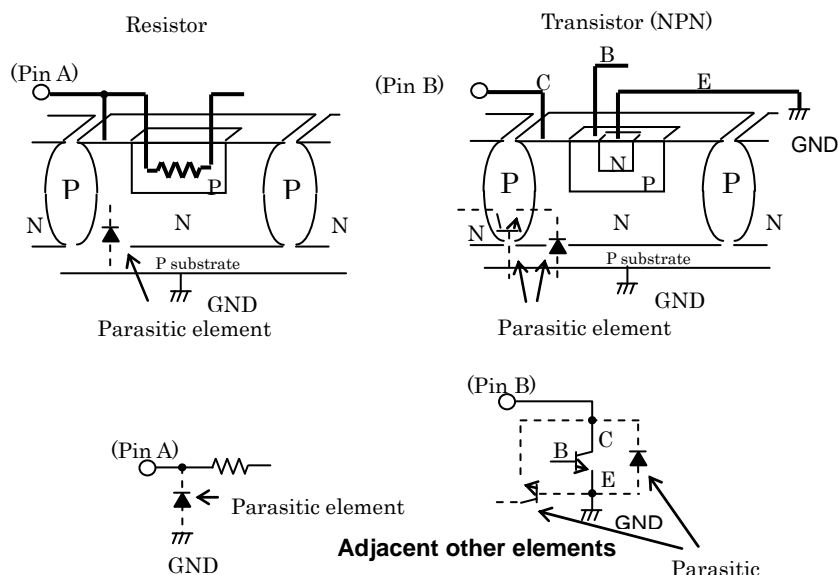 Resistor
Transistor (NPN)
(Pin A)
(Pin B)
C
B
E
GND
P
P
P
N
N
N
P substrate
GND
Parasitic element
P
P
N
P
N
N
N
P substrate
GND
Parasitic element
(Pin A)
Parasitic element
GND
(Pin B)
C
B
E
GND
Adjacent other elements
Parasitic